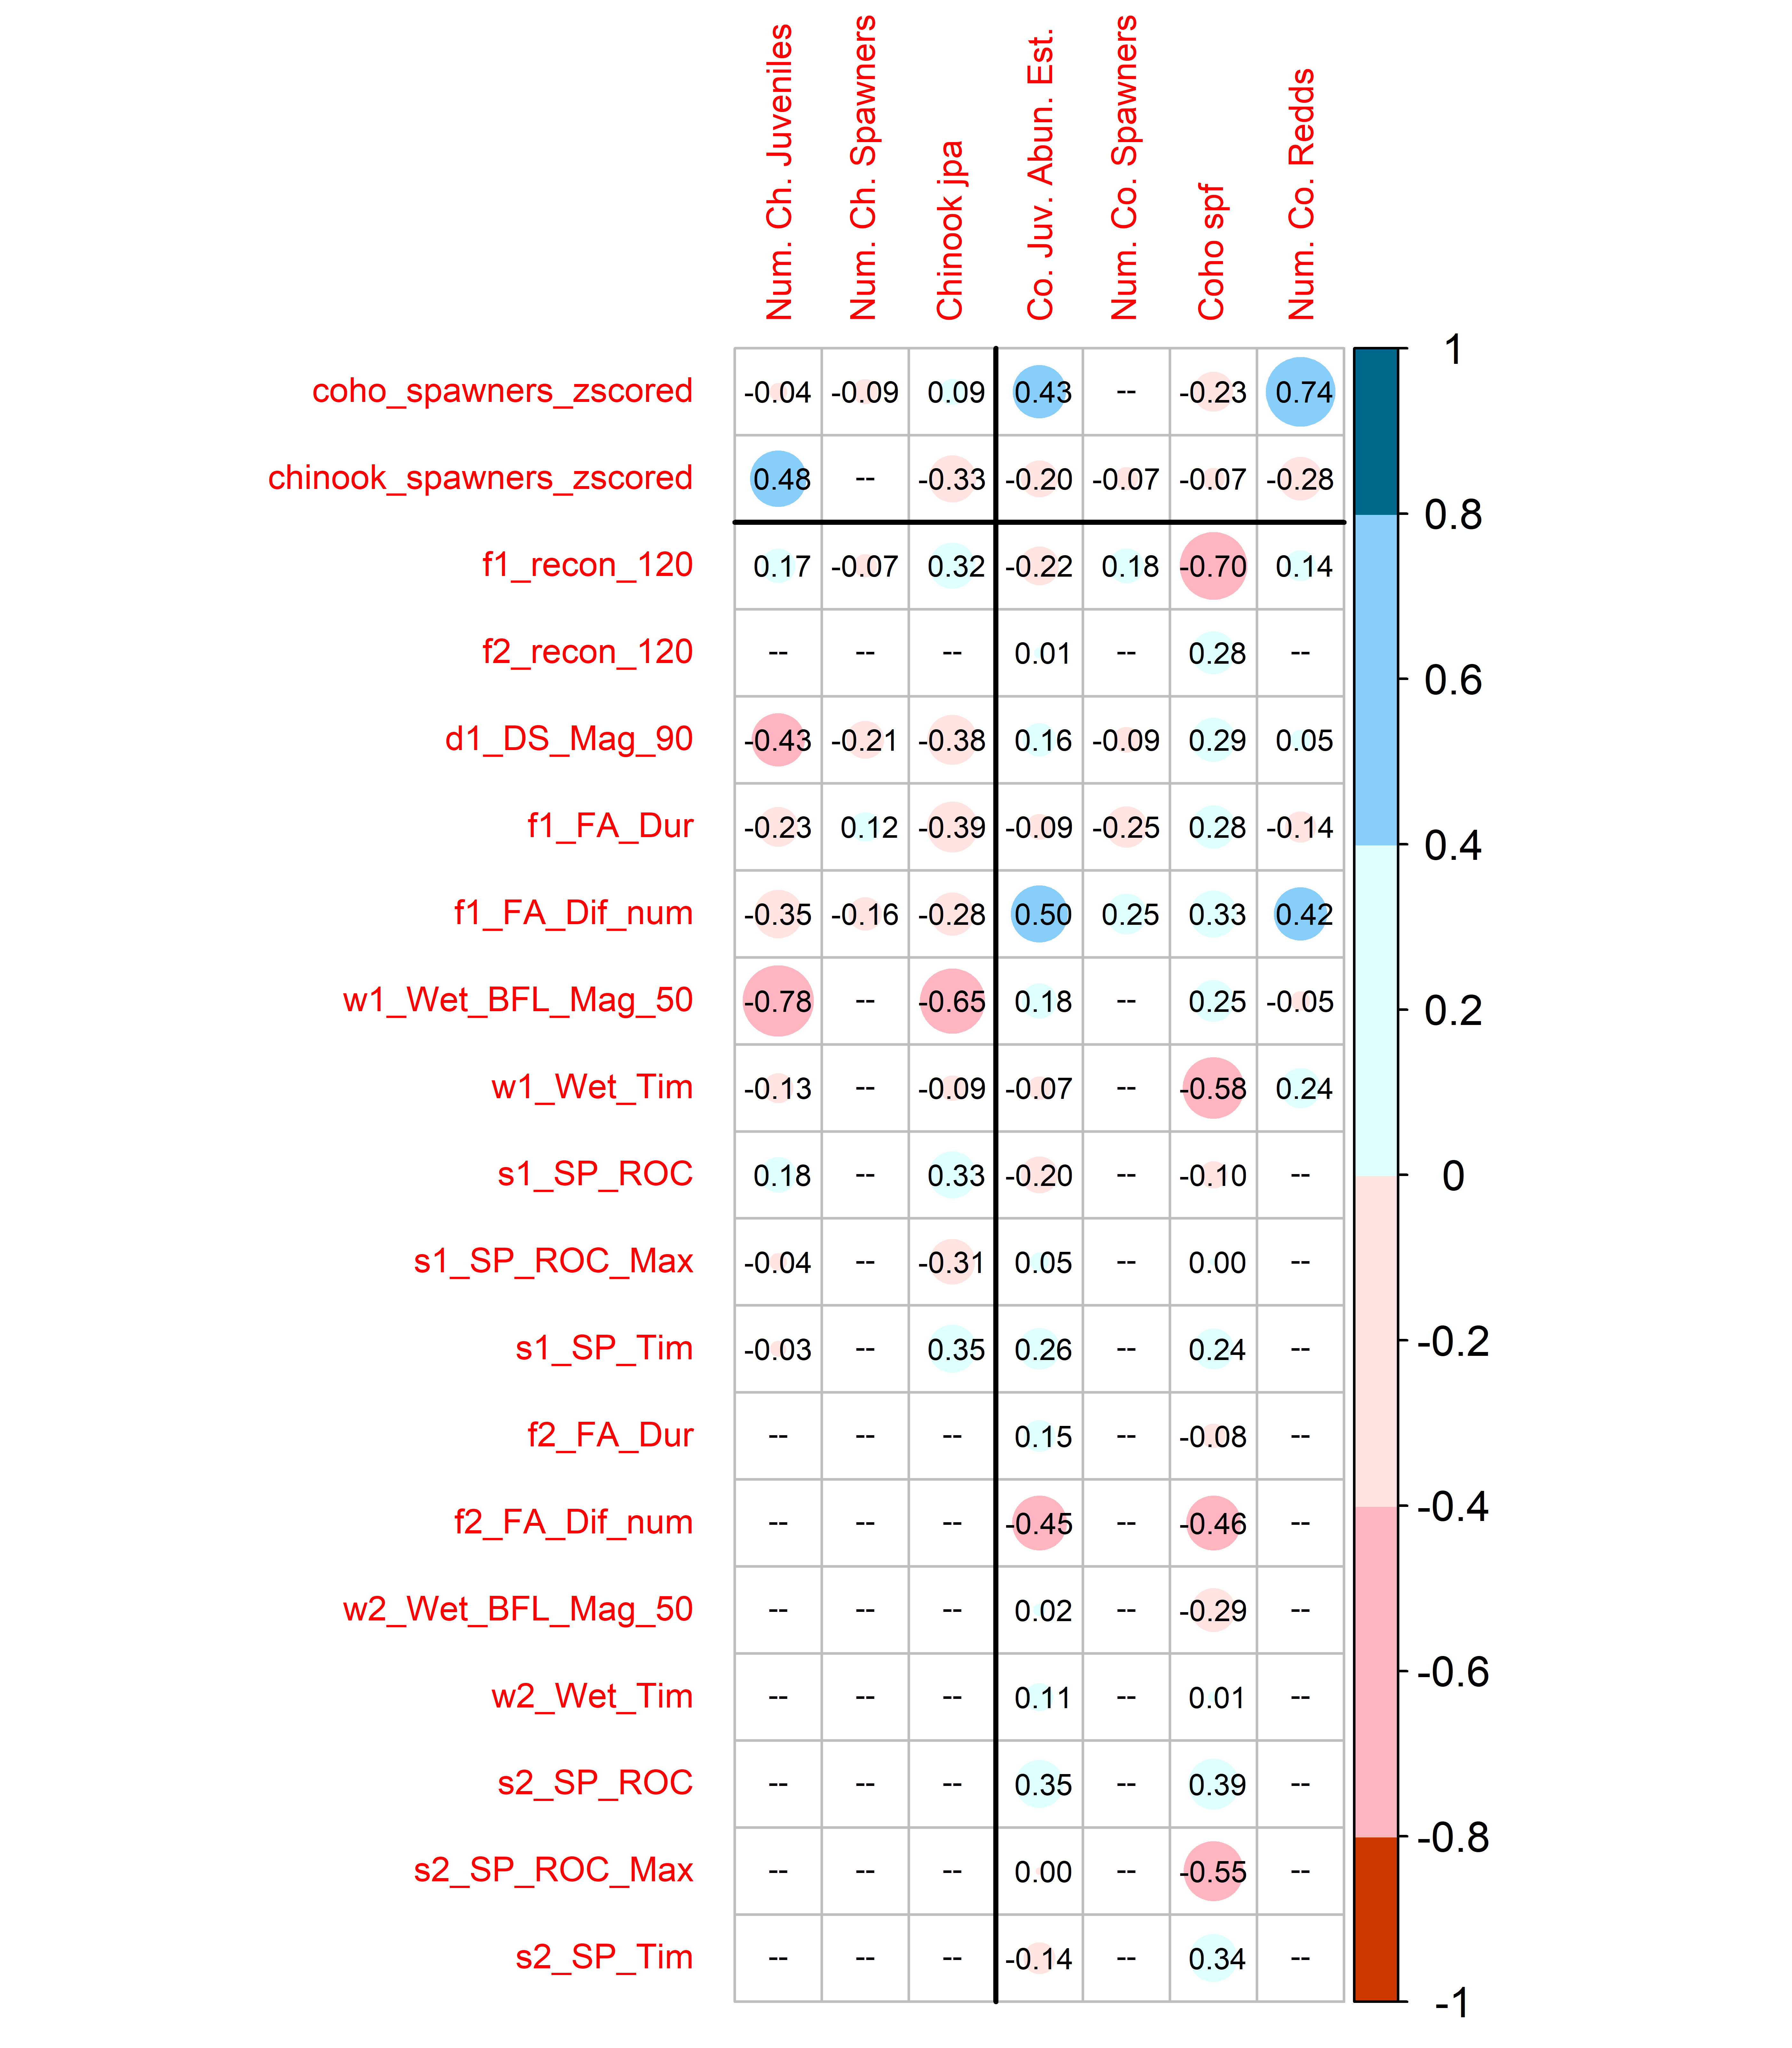 Num. Ch. Juveniles
Num. Ch. Spawners
Chinook jpa
Co. Juv. Abun. Est.
Num. Co. Spawners
Coho spf
Num. Co. Redds
coho_spawners_zscored -0.04 -0.09 0.09 0.43 -- -0.23 0.74
chinook_spawners_zscored 0.48 -- -0.33 -0.20 -0.07 -0.07 -0.28
f1_recon_120 0.17 -0.07 0.32 -0.22 0.18 -0.70 0.14
f2_recon_120 -- -- -- 0.01 -- 0.28 --
d1_DS_Mag_90 -0.43 -0.21 -0.38 0.16 -0.09 0.29 0.05
f1_FA_Dur -0.23 0.12 -0.39 -0.09 -0.25 0.28 -0.14
f1_FA_Dif_num -0.35 -0.16 -0.28 0.50 0.25 0.33 0.42
w1_Wet_BFL_Mag_50 -0.78 -- -0.65 0.18 -- 0.25 -0.05
w1_Wet_Tim -0.13 -- -0.09 -0.07 -- -0.58 0.24
s1_SP_ROC 0.18 -- 0.33 -0.20 -- -0.10 --
s1_SP_ROC_Max -0.04 -- -0.31 0.05 -- 0.00 --
s1_SP_Tim -0.03 -- 0.35 0.26 -- 0.24 --
f2_FA_Dur -- -- -- 0.15 -- -0.08 --
f2_FA_Dif_num -- -- -- -0.45 -- -0.46 --
w2_Wet_BFL_Mag_50 -- -- -- 0.02 -- -0.29 --
w2_Wet_Tim -- -- -- 0.11 -- 0.01 --
s2_SP_ROC -- -- -- 0.35 -- 0.39 --
s2_SP_ROC_Max -- -- -- 0.00 -- -0.55 --
s2_SP_Tim -- -- -- -0.14 -- 0.34 --
1
0.8
0.6
0.4
0.2
0
-0.2
-0.4
-0.6
-0.8
-1